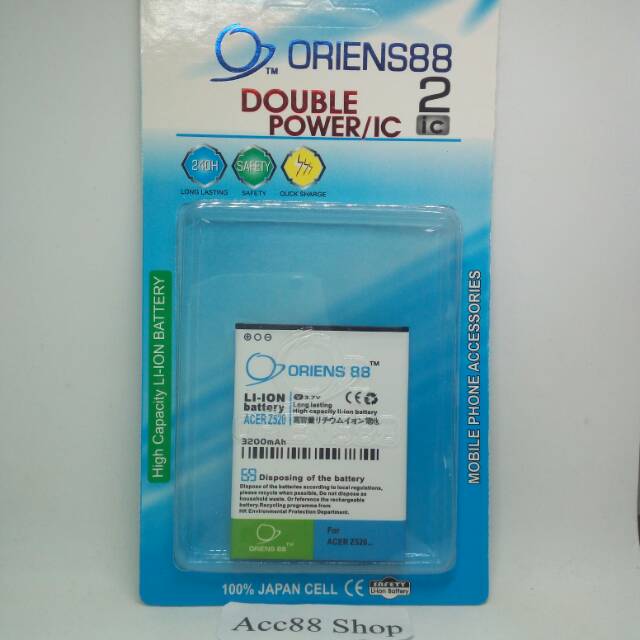 ORIENS88
TM
DOUBLE
POWER/IC
2
ic
240H
SAFETY
LONG LASTING
SAFETY
QUICK SHARGE
High Capacity LI-ION BATTERY
MOBILE PHONE ACCESSORIES
ORIENS 88 TM
LI-ION
battery
ACER Z520
3.7V
Long lasting
High capacity li-ion battery
高容量リチウムイオン電池
3200mAh
Disposing of the battery
Dispose of batteries according to local regulations,
please recycle when possible. Do not dispose as
household waste. Or reference the rechargeable
battery Recycling programme from
HK Environmental Protection Department.
ORIENS 88
For
ACER Z520...
100% JAPAN CELL CE
SAFETY
Li-Ion Battery
Acc88 Shop